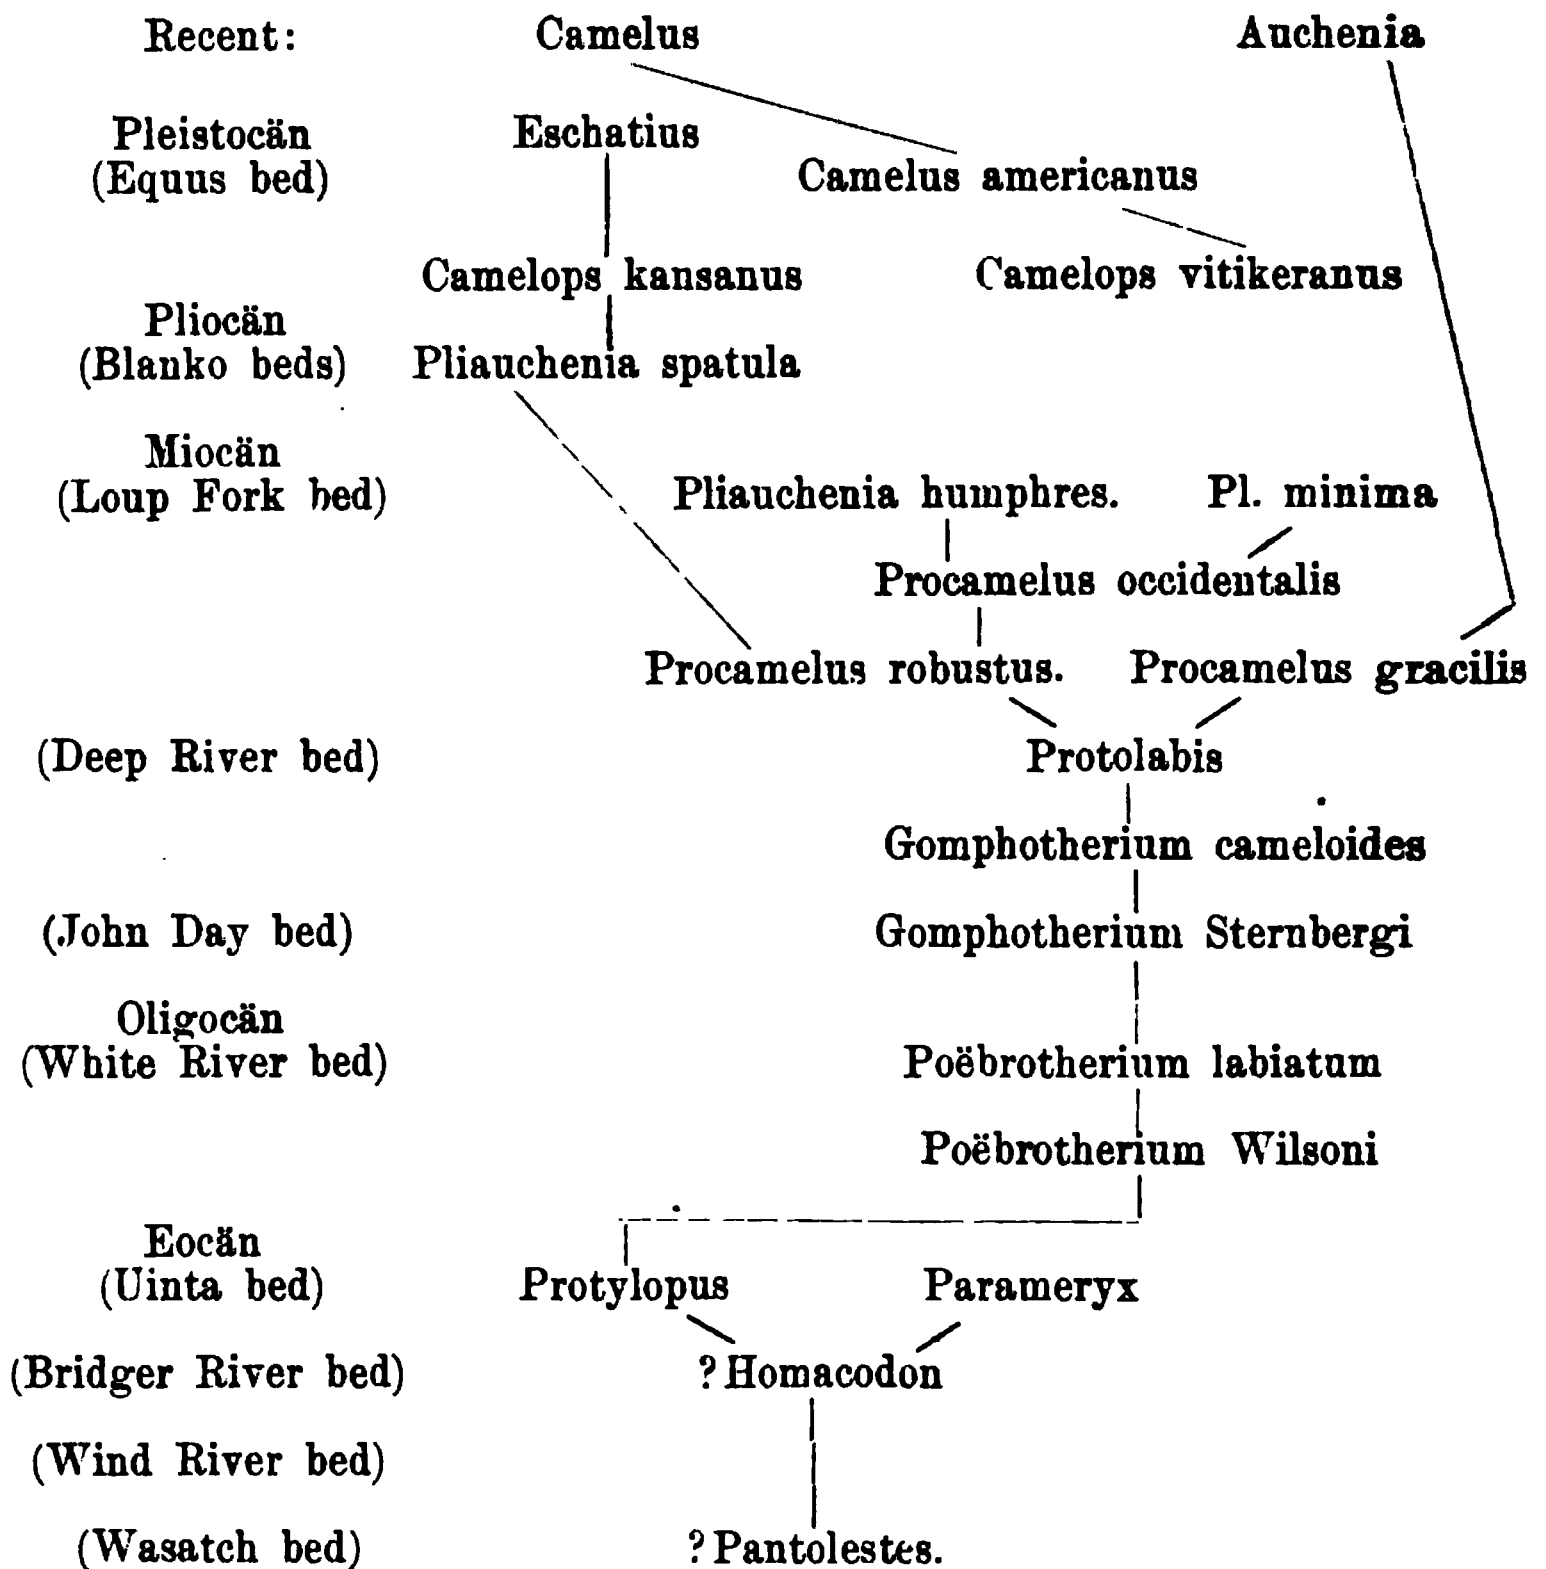 Recent: Camelus Auchenia
Pleistocän Eschatius
(Equus bed) Camelus americanus
Camelops kansanus Camelops vitikeranus
Pliocän
(Blanko beds) Pliauchenia spatula
Miocän
(Loup Fork bed) Pliauchenia humphres. Pl. minima
Procamelus occidentalis
Procamelus robustus. Procamelus gracilis
(Deep River bed) Protolabis
Gomphotherium cameloides
(John Day bed) Gomphotherium Sternbergi
Oligocän
(White River bed) Poëbrotherium labiatum
Poëbrotherium Wilsoni
Eocän
(Uinta bed) Protylopus Parameryx
(Bridger River bed) ? Homacodon
(Wind River bed)
(Wasatch bed) ? Pantolestes.